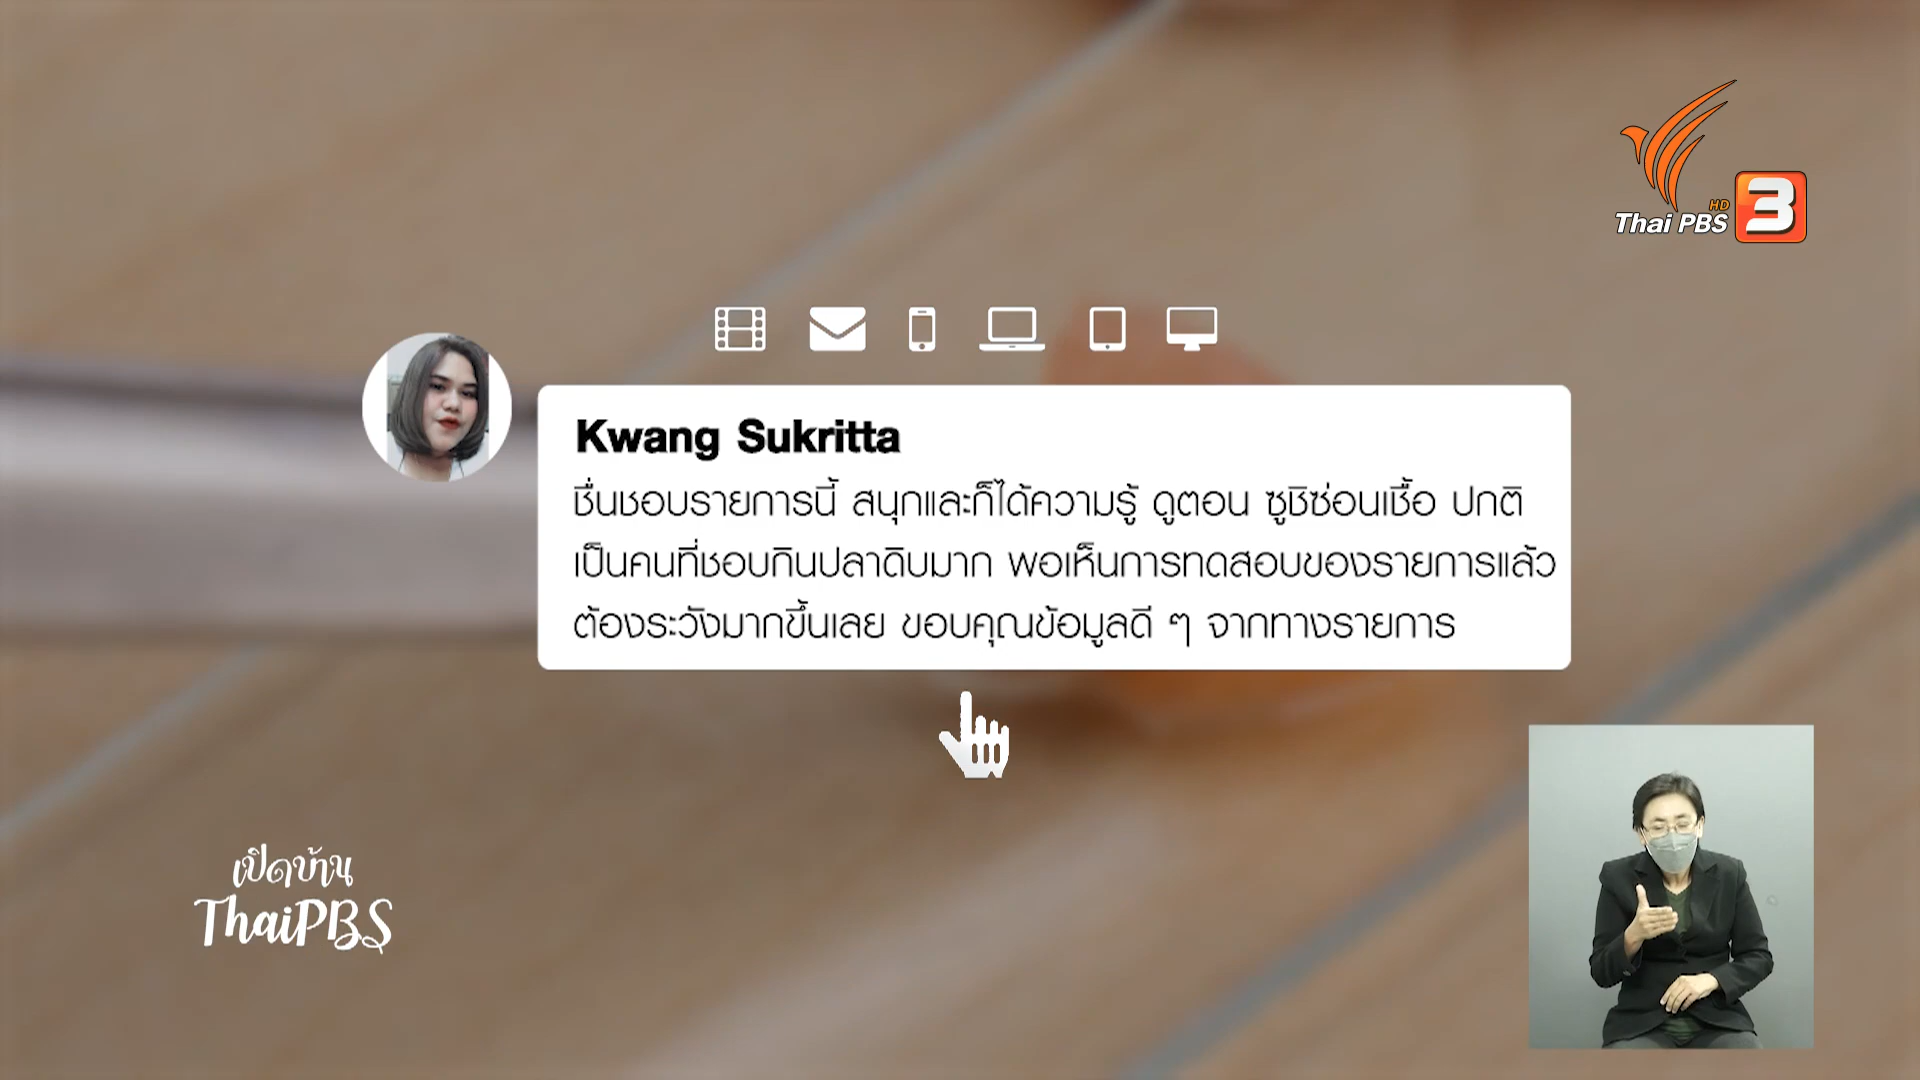 HD
Thai PBS 3
Kwang Sukritta
ชื่นชอบรายการนี้ สนุกและก็ได้ความรู้ ดูตอน ซูชิซ่อนเชื้อ ปกติ
เป็นคนที่ชอบกินปลาดิบมาก พอเห็นการทดสอบของรายการแล้ว
ต้องระวังมากขึ้นเลย ขอบคุณข้อมูลดี ๆ จากทางรายการ
เปิดบ้าน
ThaiPBS